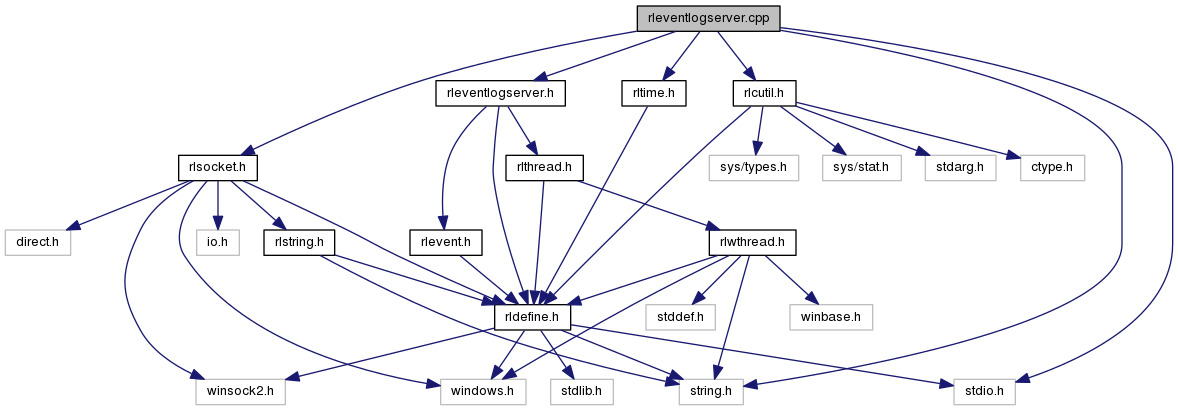 rleventlogserver.cpp
rleventlogserver.h
rltime.h
rlcutil.h
rlsocket.h
rlthread.h
sys/types.h
sys/stat.h
stdarg.h
ctype.h
direct.h
io.h
rlstring.h
rlevent.h
rlwthread.h
rldefine.h
stddef.h
winbase.h
winsock2.h
windows.h
stdlib.h
string.h
stdio.h